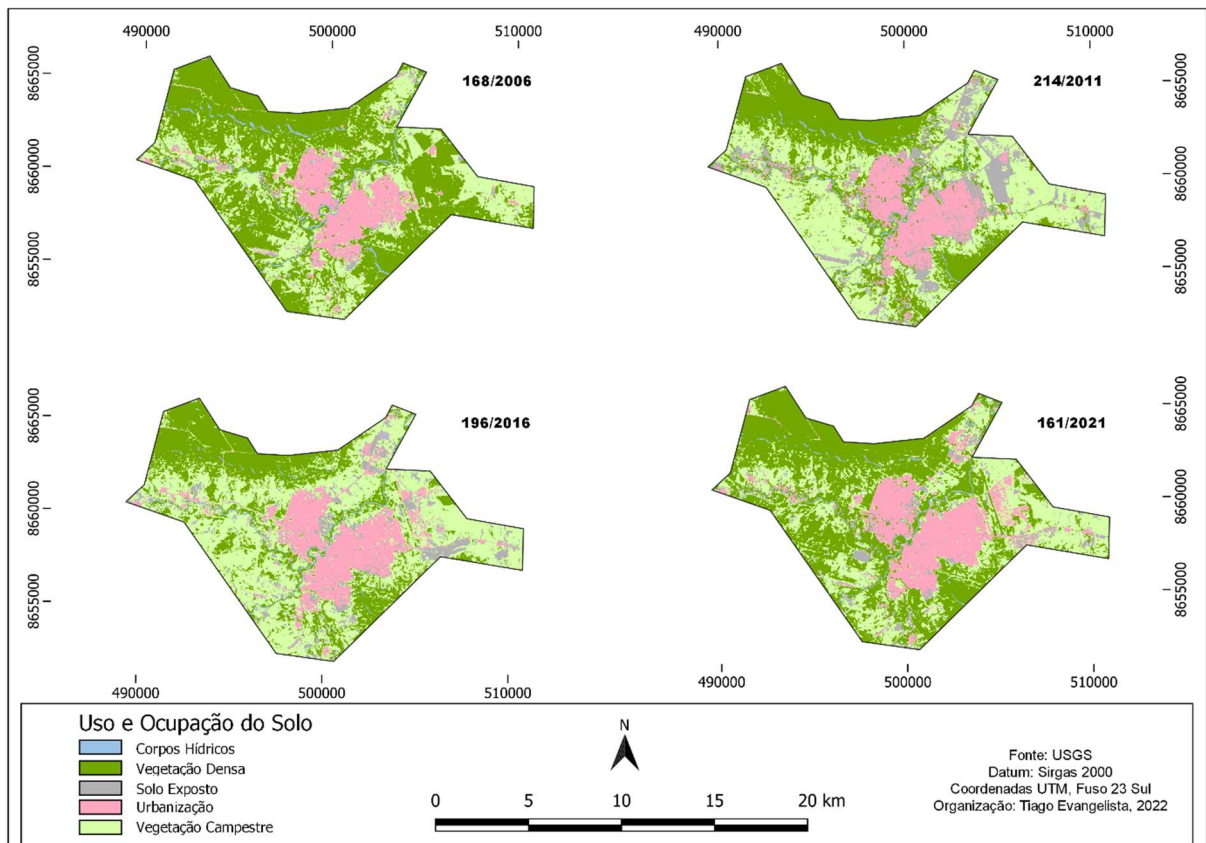 490000 500000 510000
490000 500000 510000
8665000
8660000
8655000
168/2006
214/2011
8665000
8660000
8655000
8665000
8660000
8655000
196/2016
161/2021
8665000
8660000
8655000
490000 500000 510000
490000 500000 510000
Uso e Ocupação do Solo
Corpos Hídricos
Vegetação Densa
Solo Exposto
Urbanização
Vegetação Campestre
N
0 5 10 15 20 km
Fonte: USGS
Datum: Sirgas 2000
Coordenadas UTM, Fuso 23 Sul
Organização: Tiago Evangelista, 2022